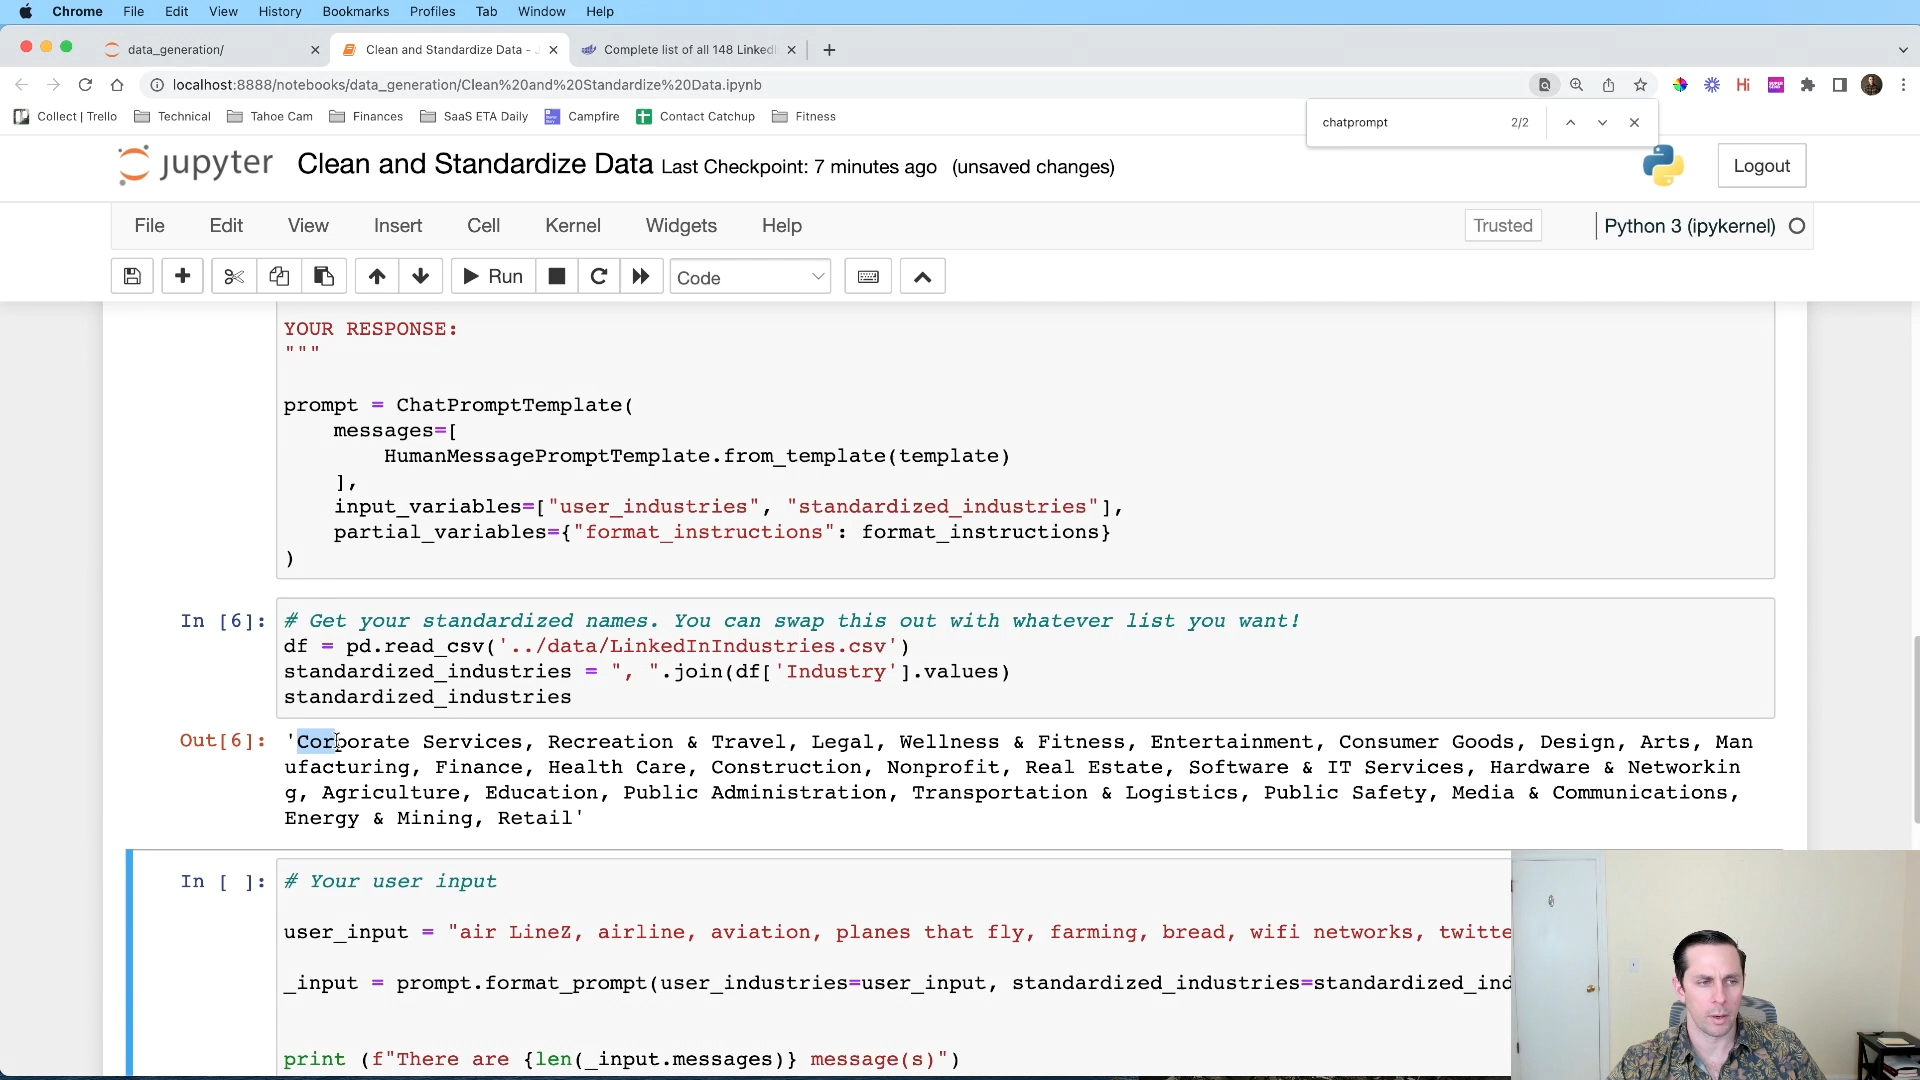 Chrome File Edit View History Bookmarks Profiles Tab Window Help
data_generation/ Clean and Standardize Data - Complete list of all 148 Linked
localhost:8888/notebooks/data_generation/Clean%20and%20Standardize%20Data.ipynb
Hi
Collect | Trello Technical Tahoe Cam Finances SaaS ETA Daily Campfire Contact Catchup Fitness
chatprompt 2/2
jupyter Clean and Standardize Data Last Checkpoint: 7 minutes ago (unsaved changes)
Logout
File Edit View Insert Cell Kernel Widgets Help
Trusted Python 3 (ipykernel)
Run Code
YOUR RESPONSE:
"""
prompt = ChatPromptTemplate(
messages=[
HumanMessagePromptTemplate.from_template(template)
],
input_variables=["user_industries", "standardized_industries"],
partial_variables={"format_instructions": format_instructions}
)
In [6]: # Get your standardized names. You can swap this out with whatever list you want!
df = pd.read_csv('../data/LinkedInIndustries.csv')
standardized_industries = ", ".join(df['Industry'].values)
standardized_industries
Out[6]: 'Corporate Services, Recreation & Travel, Legal, Wellness & Fitness, Entertainment, Consumer Goods, Design, Arts, Man
ufacturing, Finance, Health Care, Construction, Nonprofit, Real Estate, Software & IT Services, Hardware & Networkin
g, Agriculture, Education, Public Administration, Transportation & Logistics, Public Safety, Media & Communications,
Energy & Mining, Retail'
In [ ]: # Your user input
user_input = "air LineZ, airline, aviation, planes that fly, farming, bread, wifi networks, twitte
_input = prompt.format_prompt(user_industries=user_input, standardized_industries=standardized_ind
print (f"There are {len(_input.messages)} message(s)")